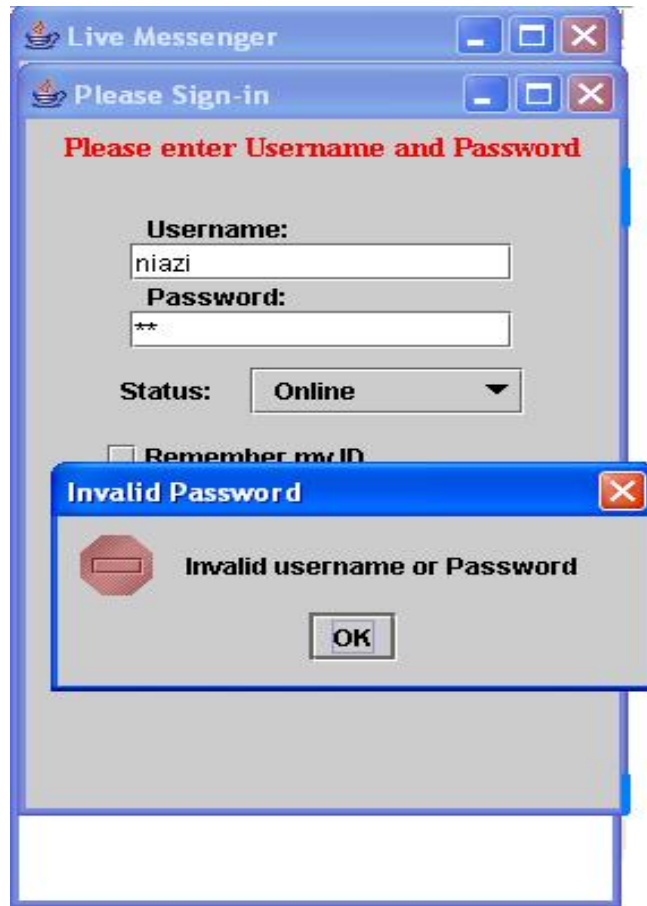 Live Messenger
Please Sign-in
Please enter Username and Password
Username:
niazi
Password:
**
Status: Online
Remember my ID
Invalid Password
Invalid username or Password
OK